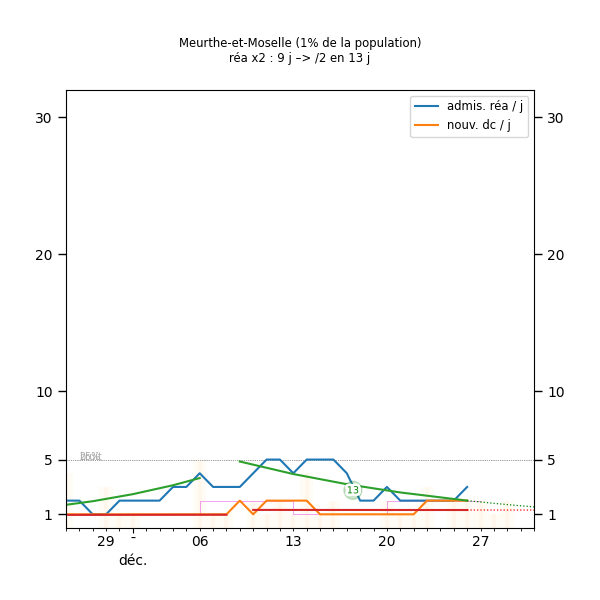 Meurthe-et-Moselle (1% de la population)
réa x2 : 9 j –> /2 en 13 j
admis. réa / j
nouv. dc / j
30 30
20 20
10 10
5 5
13
1 1
29 - 06 13 20 27
déc.